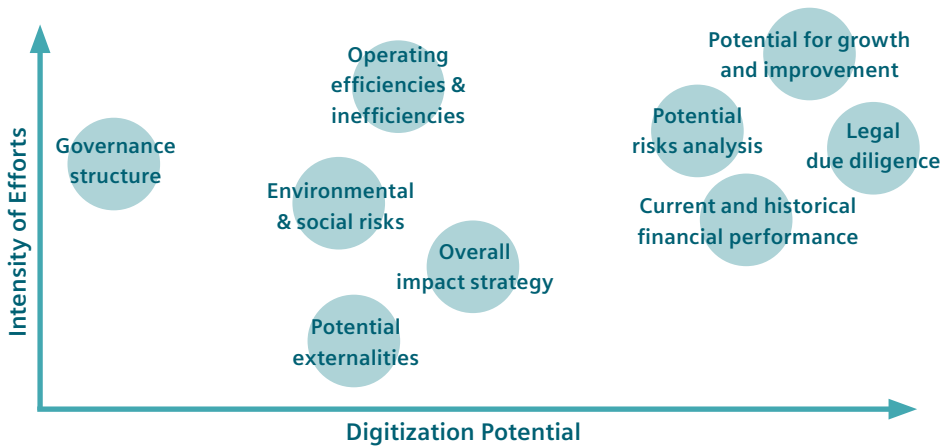 Potential for growth
and improvement
Operating
efficiencies &
inefficiencies
Potential
risks analysis
Legal
due diligence
Governance
structure
Environmental
& social risks
Current and historical
financial performance
Overall
impact strategy
Potential
externalities
Intensity of Efforts
Digitization Potential